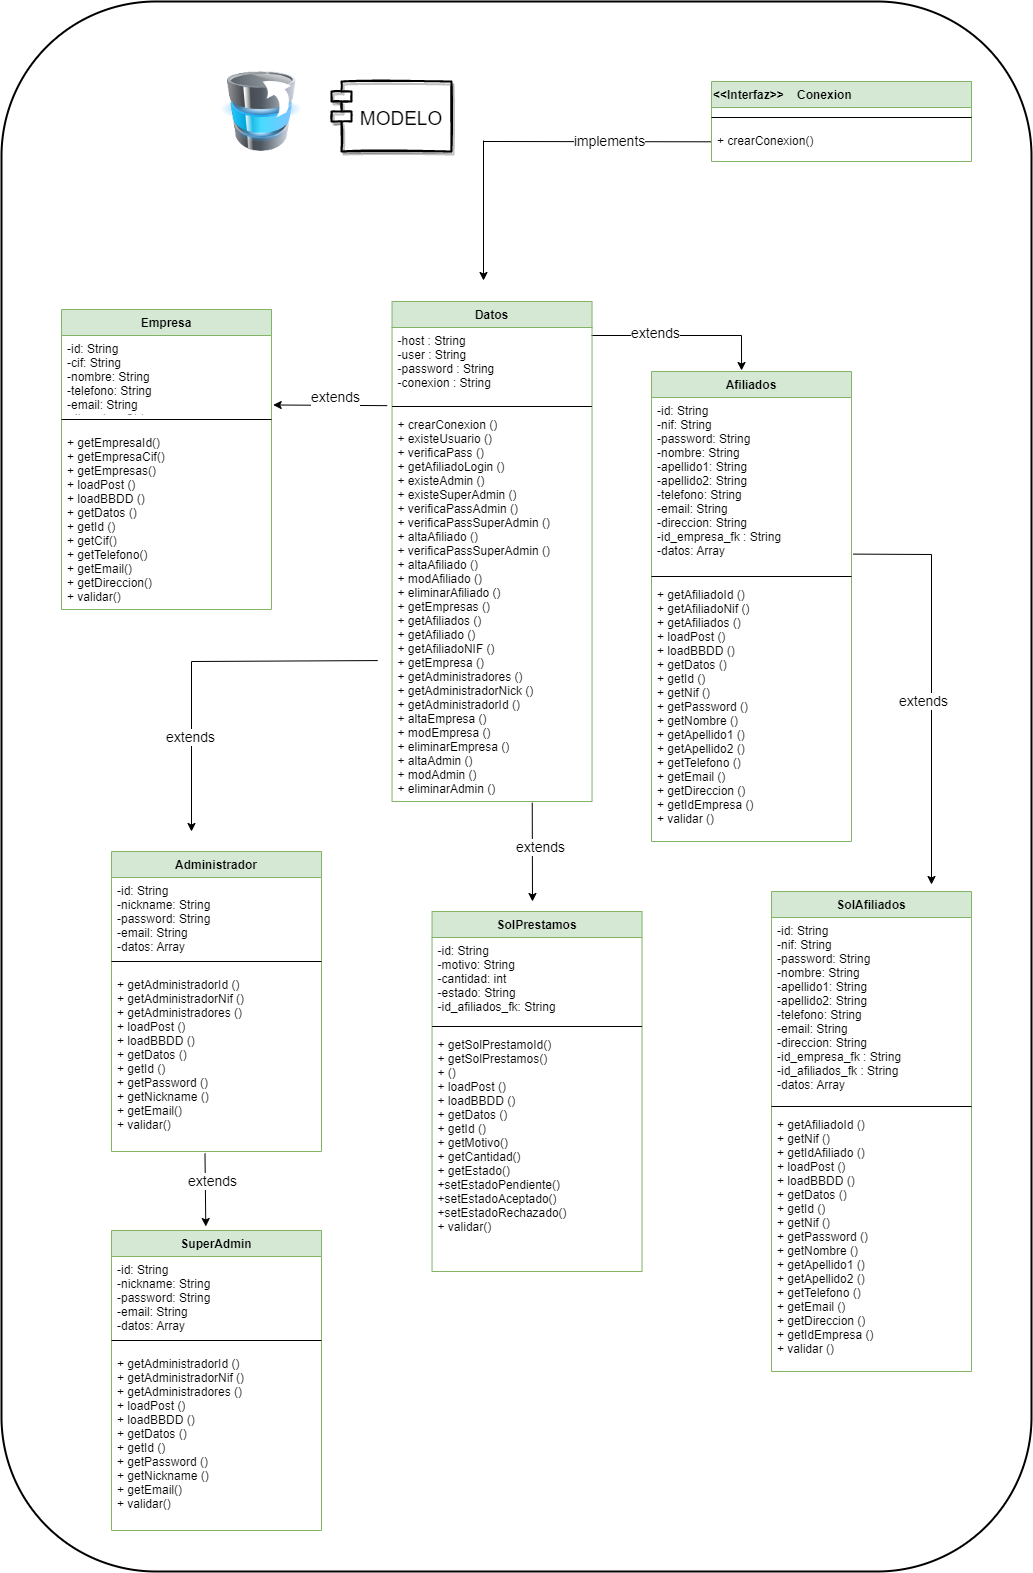 MODELO
<<Interfaz>> Conexion
+ crearConexion()
implements
Datos
-host : String
-user : String
-password : String
-conexion : String
+ crearConexion ()
+ existeUsuario ()
+ verificaPass ()
+ getAfiliadoLogin ()
+ existeAdmin ()
+ existeSuperAdmin ()
+ verificaPassAdmin ()
+ verificaPassSuperAdmin ()
+ altaAfiliado ()
+ verificaPassSuperAdmin ()
+ altaAfiliado ()
+ modAfiliado ()
+ eliminarAfiliado ()
+ getEmpresas ()
+ getAfiliados ()
+ getAfiliado ()
+ getAfiliadoNIF ()
+ getEmpresa ()
+ getAdministradores ()
+ getAdministradorNick ()
+ getAdministradorId ()
+ altaEmpresa ()
+ modEmpresa ()
+ eliminarEmpresa ()
+ altaAdmin ()
+ modAdmin ()
+ eliminarAdmin ()
extends
Empresa
-id: String
-cif: String
-nombre: String
-telefono: String
-email: String
+ getEmpresaId()
+ getEmpresaCif()
+ getEmpresas()
+ loadPost ()
+ loadBBDD ()
+ getDatos ()
+ getId ()
+ getCif()
+ getTelefono()
+ getEmail()
+ getDireccion()
+ validar()
extends
Afiliados
-id: String
-nif: String
-password: String
-nombre: String
-apellido1: String
-apellido2: String
-telefono: String
-email: String
-direccion: String
-id_empresa_fk : String
-datos: Array
+ getAfiliadoId ()
+ getAfiliadoNif ()
+ getAfiliados ()
+ loadPost ()
+ loadBBDD ()
+ getDatos ()
+ getId ()
+ getNif ()
+ getPassword ()
+ getNombre ()
+ getApellido1 ()
+ getApellido2 ()
+ getTelefono ()
+ getEmail ()
+ getDireccion ()
+ getIdEmpresa ()
+ validar ()
extends
extends
extends
Administrador
-id: String
-nickname: String
-password: String
-email: String
-datos: Array
+ getAdministradorId ()
+ getAdministradorNif ()
+ getAdministradores ()
+ loadPost ()
+ loadBBDD ()
+ getDatos ()
+ getId ()
+ getPassword ()
+ getNickname ()
+ getEmail()
+ validar()
SolPrestamos
-id: String
-motivo: String
-cantidad: int
-estado: String
-id_afiliados_fk: String
+ getSolPrestamoId()
+ getSolPrestamos()
+ ()
+ loadPost ()
+ loadBBDD ()
+ getDatos ()
+ getId ()
+ getMotivo()
+ getCantidad()
+ getEstado()
+setEstadoPendiente()
+setEstadoAceptado()
+setEstadoRechazado()
+ validar()
SolAfiliados
-id: String
-nif: String
-password: String
-nombre: String
-apellido1: String
-apellido2: String
-telefono: String
-email: String
-direccion: String
-id_empresa_fk : String
-id_afiliados_fk : String
-datos: Array
+ getAfiliadoId ()
+ getNif ()
+ getIdAfiliado ()
+ loadPost ()
+ loadBBDD ()
+ getDatos ()
+ getId ()
+ getNif ()
+ getPassword ()
+ getNombre ()
+ getApellido1 ()
+ getApellido2 ()
+ getTelefono ()
+ getEmail ()
+ getDireccion ()
+ getIdEmpresa ()
+ validar ()
extends
SuperAdmin
-id: String
-nickname: String
-password: String
-email: String
-datos: Array
+ getAdministradorId ()
+ getAdministradorNif ()
+ getAdministradores ()
+ loadPost ()
+ loadBBDD ()
+ getDatos ()
+ getId ()
+ getPassword ()
+ getNickname ()
+ getEmail()
+ validar()